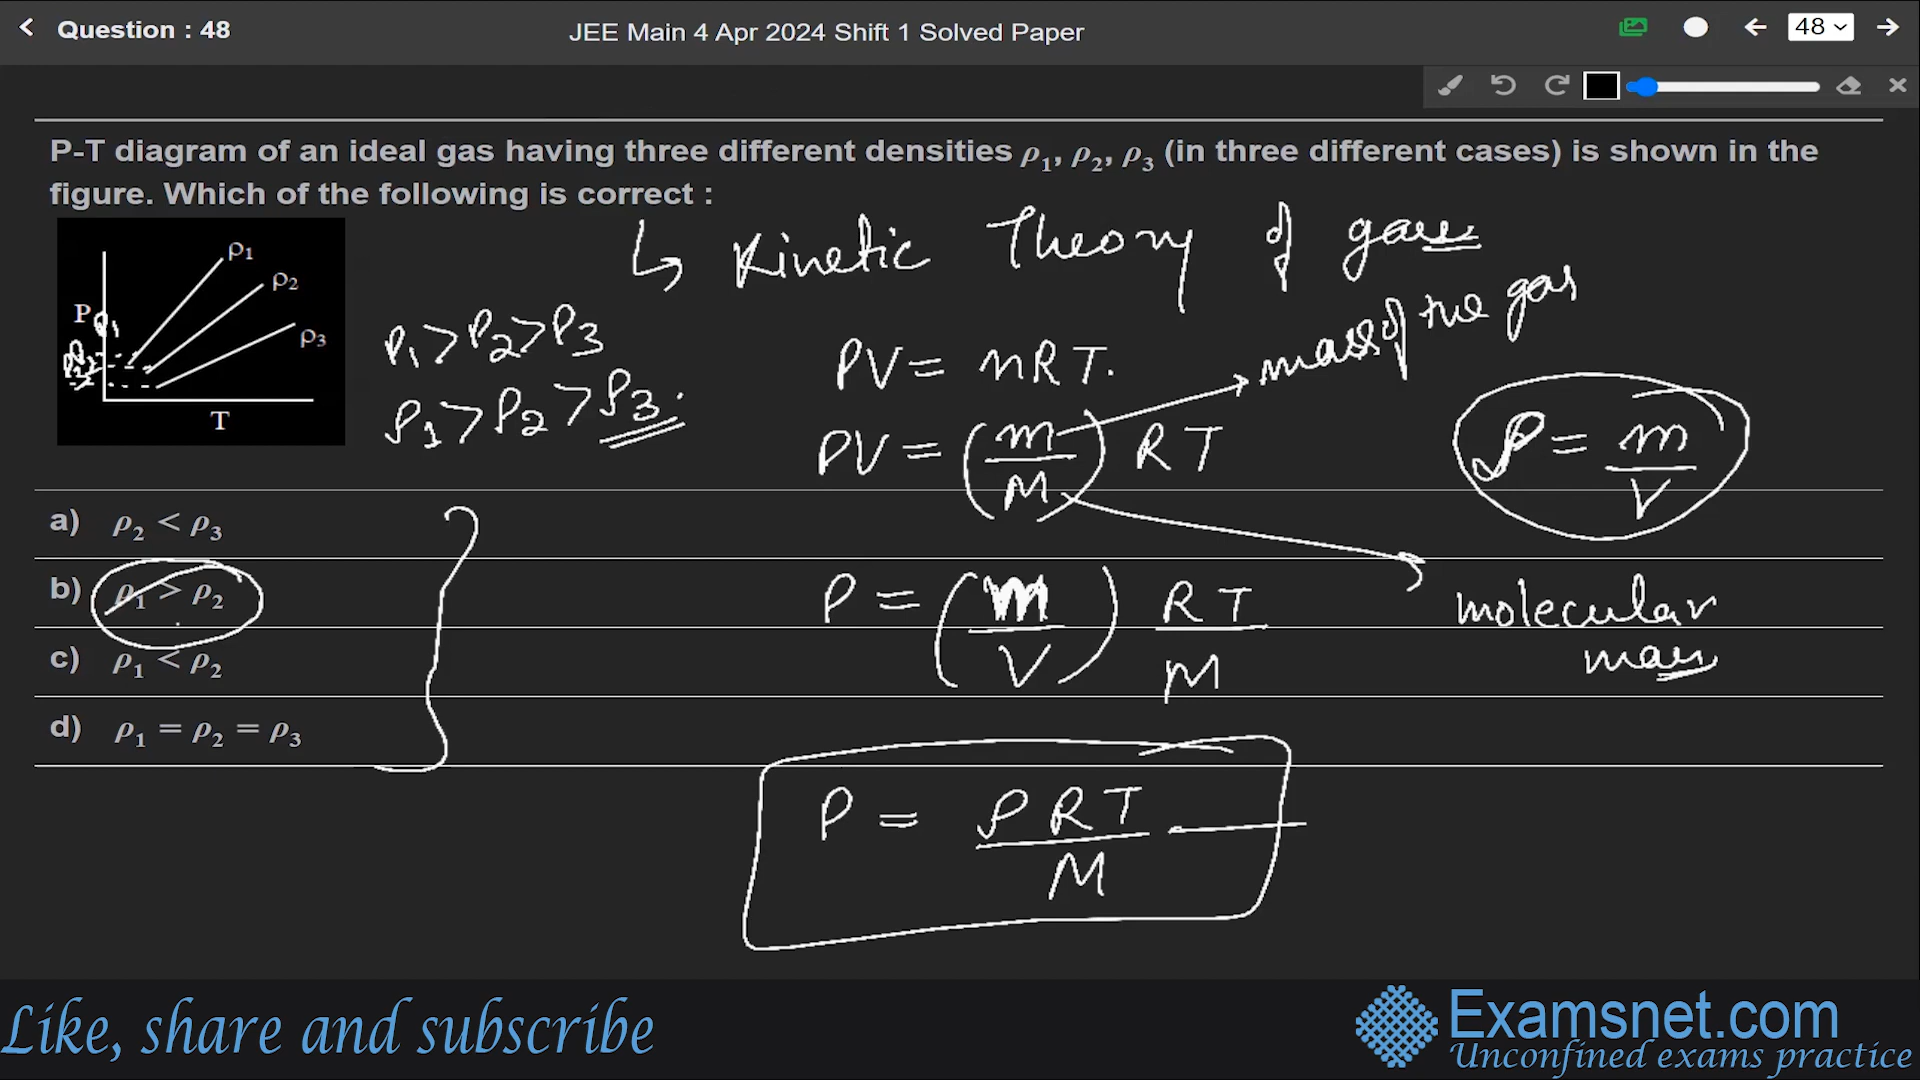 Question : 48
JEE Main 4 Apr 2024 Shift 1 Solved Paper
48
P-T diagram of an ideal gas having three different densities ρ₁, ρ₂, ρ₃ (in three different cases) is shown in the
figure. Which of the following is correct :
Kinetic Theory of gases
ρ₁
ρ₂
ρ₃
P
T
P₁ > P₂ > P₃
ρ₁ > ρ₂ > ρ₃.
PV = nRT.
mass of the gas
PV = (m/M) RT
ρ = m/V
a) ρ₂ < ρ₃
b) ρ₁ > ρ₂
c) ρ₁ < ρ₂
d) ρ₁ = ρ₂ = ρ₃
P = (m/V) RT/M
molecular
mass
P = ρRT/M
Like, share and subscribe
Examsnet.com
Unconfined exams practice